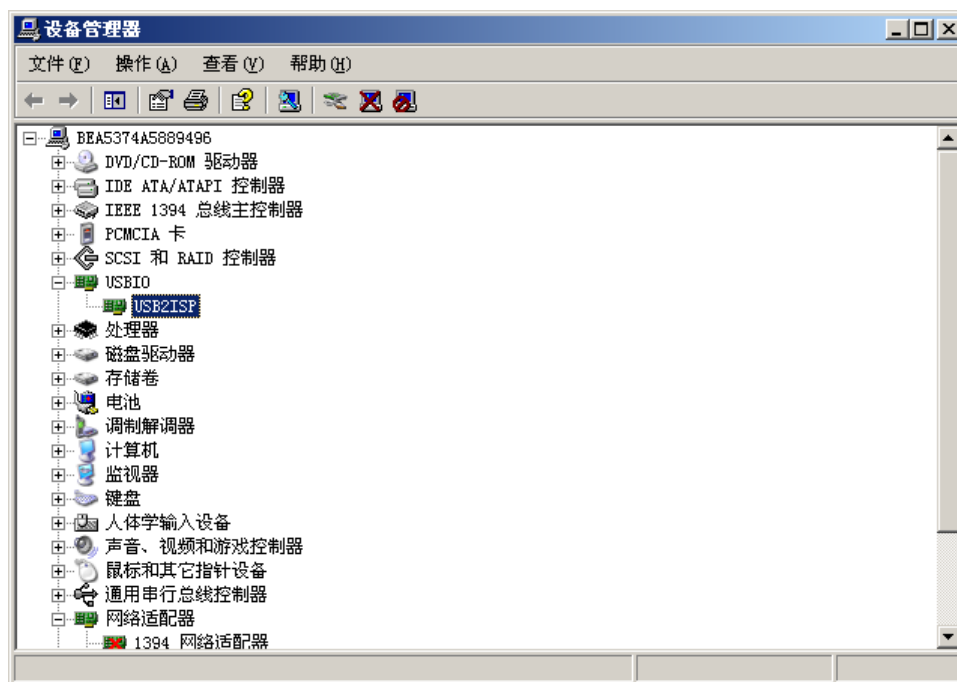 设备管理器
文件(F) 操作(A) 查看(V) 帮助(H)
BEA5374A5889496
DVD/CD-ROM 驱动器
IDE ATA/ATAPI 控制器
IEEE 1394 总线主控制器
PCMCIA 卡
SCSI 和 RAID 控制器
USBIO
USB2ISP
处理器
磁盘驱动器
存储卷
电池
调制解调器
计算机
监视器
键盘
人体学输入设备
声音、视频和游戏控制器
鼠标和其它指针设备
通用串行总线控制器
网络适配器
1394 网络适配器